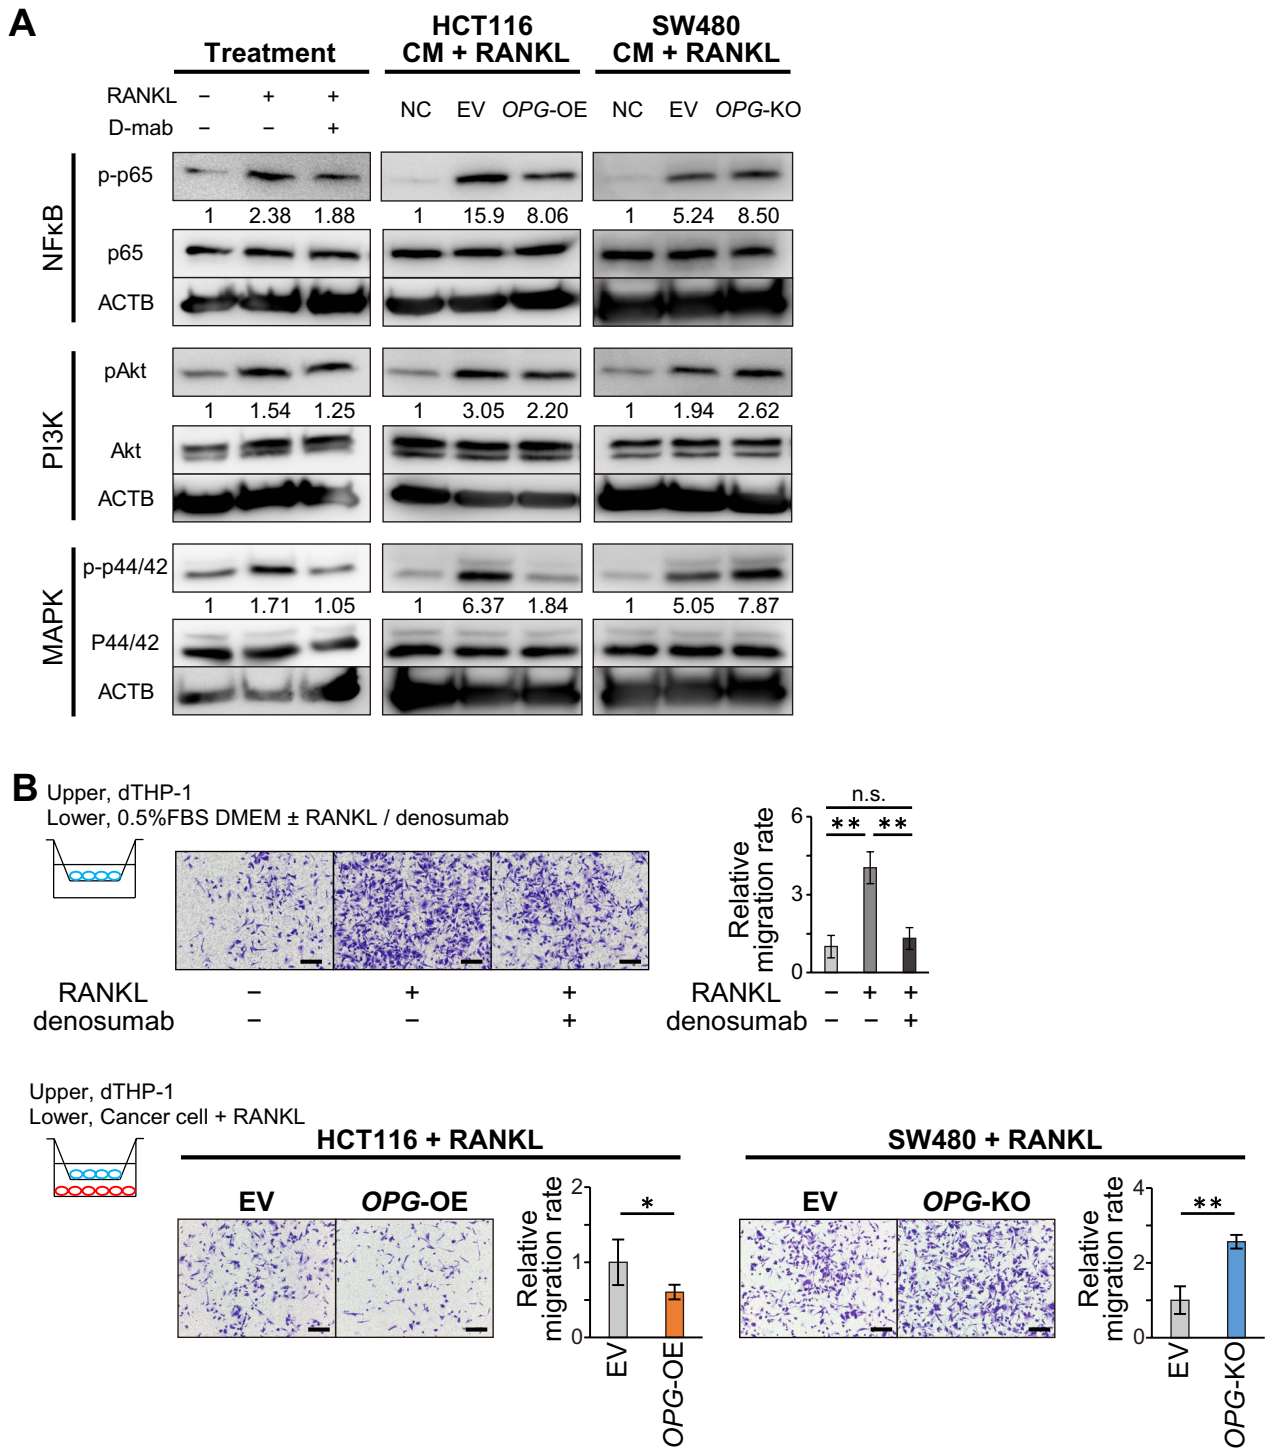 A
Treatment
HCT116
CM + RANKL
SW480
CM + RANKL
RANKL − + +
D-mab − − +
NC EV OPG-OE
NC EV OPG-KO
NFκB
p-p65
1 2.38 1.88 1 15.9 8.06 1 5.24 8.50
p65
ACTB
PI3K
pAkt
1 1.54 1.25 1 3.05 2.20 1 1.94 2.62
Akt
ACTB
MAPK
p-p44/42
1 1.71 1.05 1 6.37 1.84 1 5.05 7.87
P44/42
ACTB
B
Upper, dTHP-1
Lower, 0.5%FBS DMEM ± RANKL / denosumab
RANKL − + +
denosumab − − +
Relative
migration rate
6
3
0
n.s.
** **
RANKL − + +
denosumab − − +
Upper, dTHP-1
Lower, Cancer cell + RANKL
HCT116 + RANKL
EV OPG-OE
Relative
migration rate
2
1
0
*
EV
OPG-OE
SW480 + RANKL
EV OPG-KO
Relative
migration rate
4
2
0
**
EV
OPG-KO